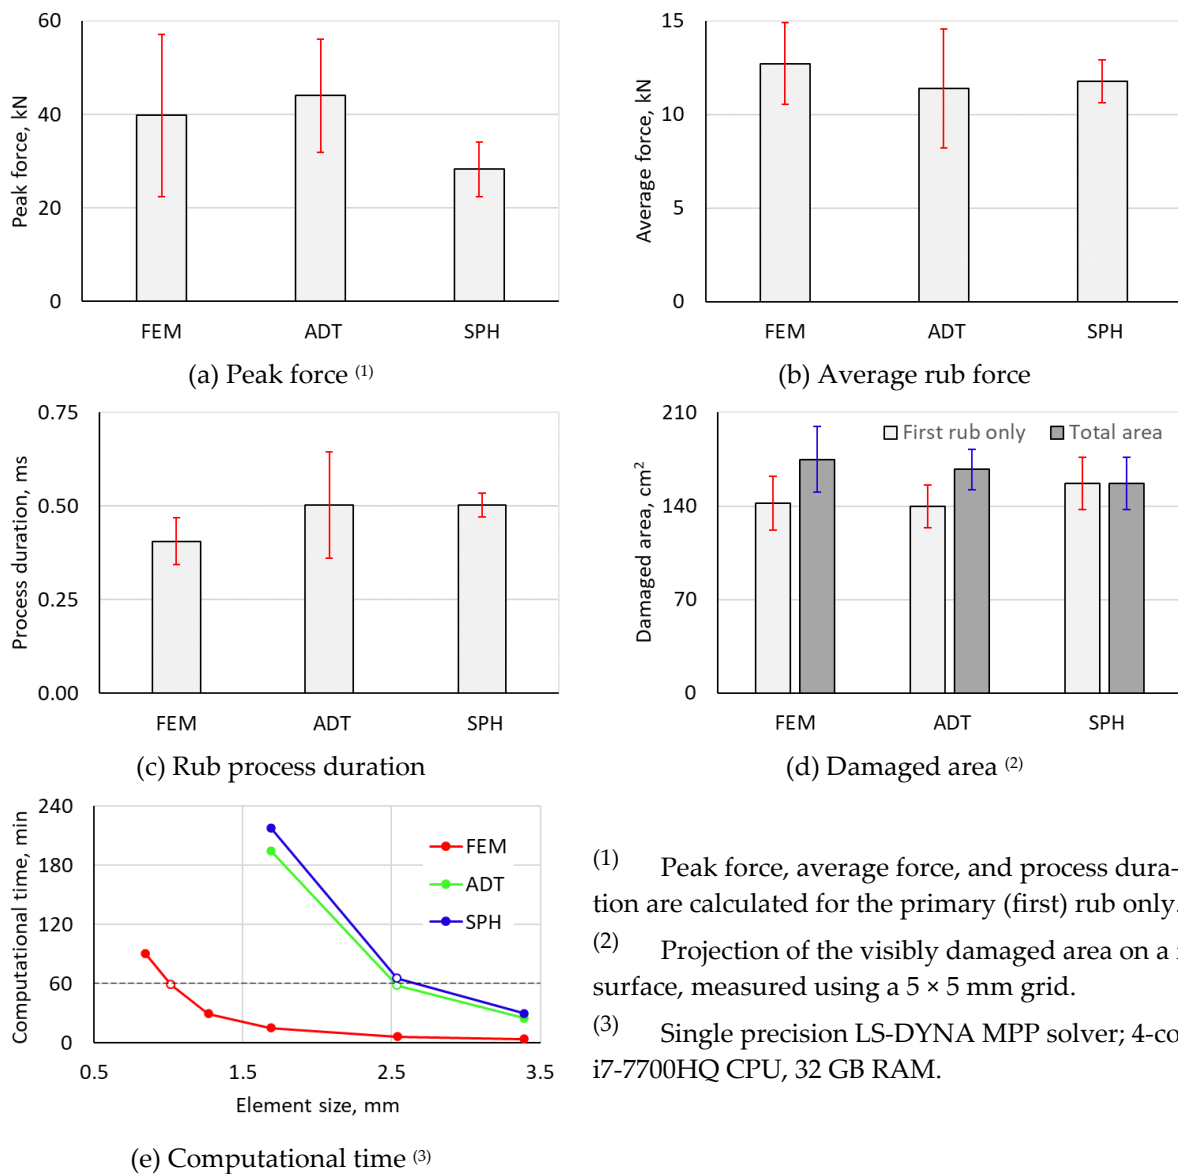 60
40
20
0
Peak force, kN
FEM
ADT
SPH
(a) Peak force (1)
15
10
5
0
Average force, kN
FEM
ADT
SPH
(b) Average rub force
0.75
0.50
0.25
0.00
Process duration, ms
FEM
ADT
SPH
(c) Rub process duration
210
140
70
0
Damaged area, cm²
First rub only
Total area
FEM
ADT
SPH
(d) Damaged area (2)
240
180
120
60
0
Computational time, min
FEM
ADT
SPH
0.5
1.5
2.5
3.5
Element size, mm
(e) Computational time (3)
(1) Peak force, average force, and process dura-
tion are calculated for the primary (first) rub only.
(2) Projection of the visibly damaged area on a
surface, measured using a 5 × 5 mm grid.
(3) Single precision LS-DYNA MPP solver;
i7-7700HQ CPU, 32 GB RAM.